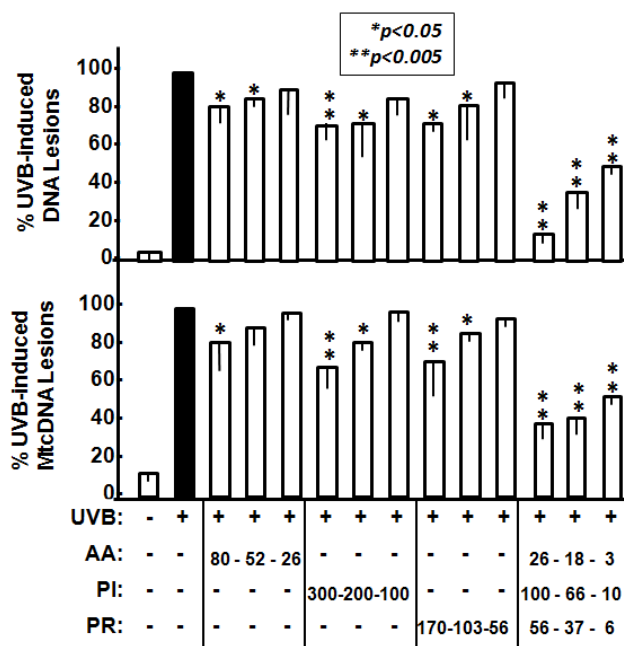 *p<0.05
**p<0.005
% UVB-induced
DNA Lesions
100
80
60
40
20
0
* * * * * * * * * * * * * *
% UVB-induced
MtcDNA Lesions
100
80
60
40
20
0
* * * * * * * * * * * * *
UVB: - + + + + + + + + + + + + +
AA: - - 80 - 52 - 26 - - - - - - 26 - 18 - 3
PI: - - - - - 300-200-100 - - - 100 - 66 - 10
PR: - - - - - - - - 170-103-56 56 - 37 - 6